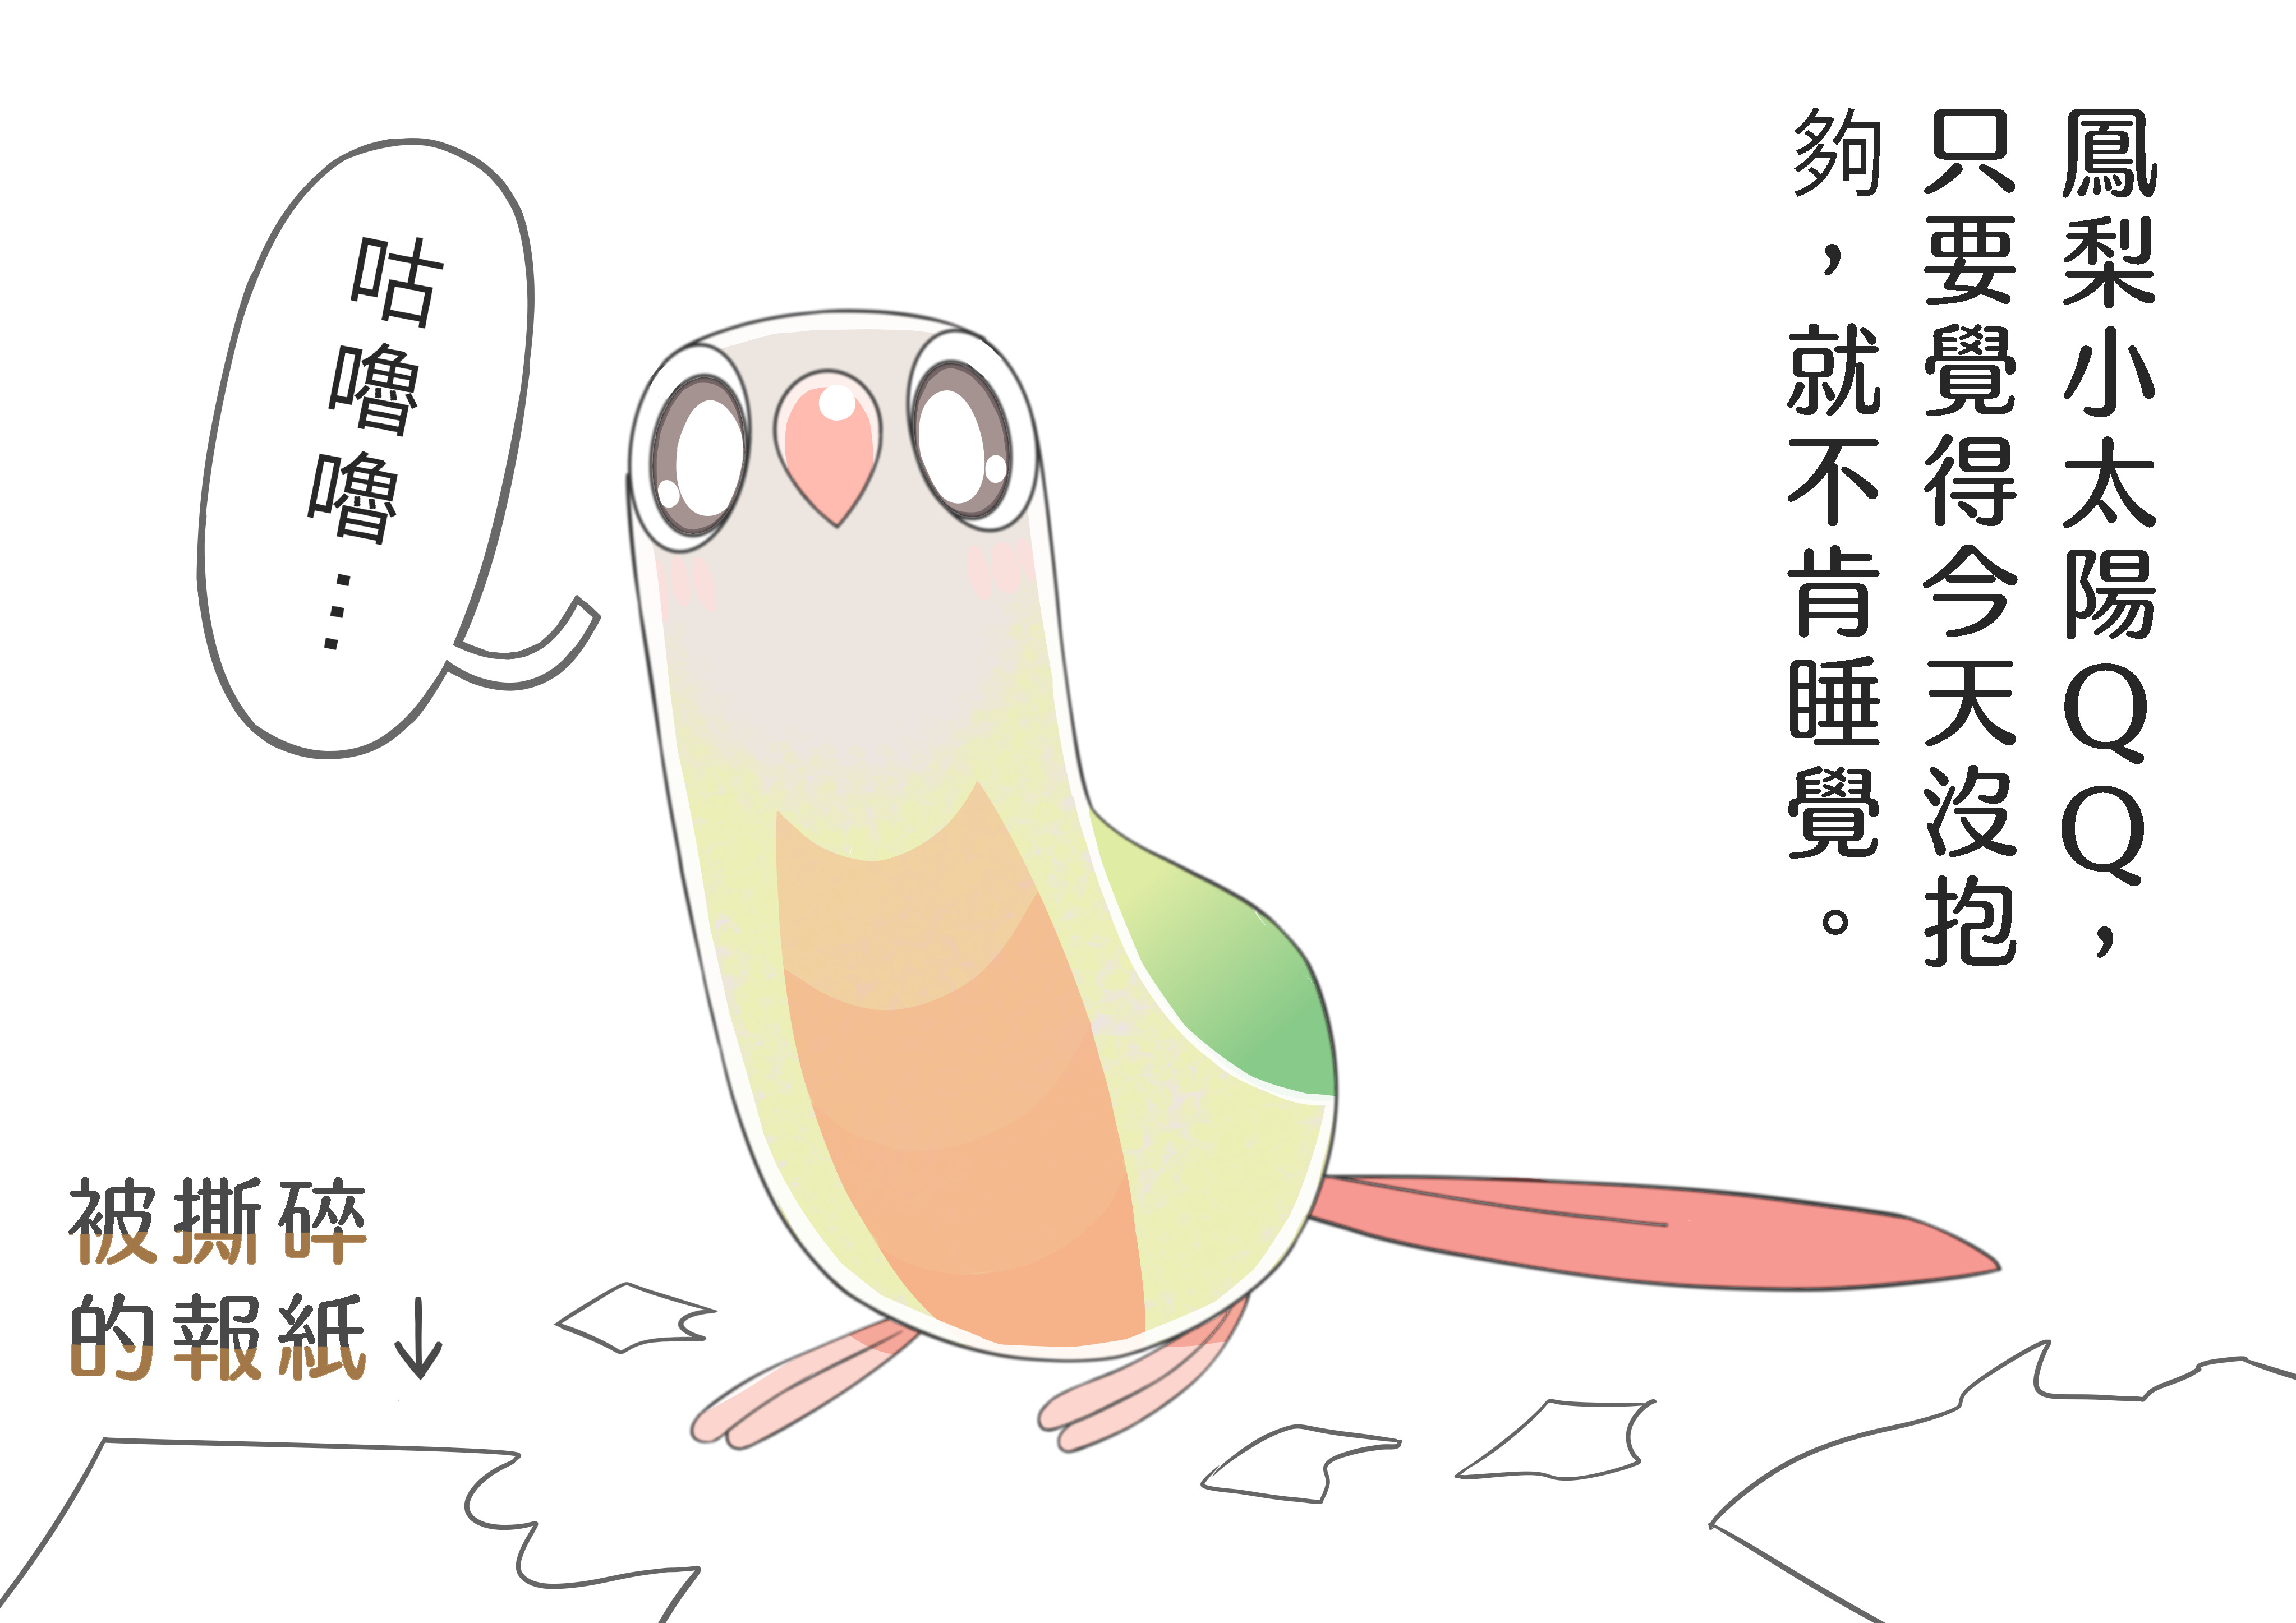 鳳梨小太陽QQ，
只要覺得今天沒抱
夠，就不肯睡覺。
咕嚕嚕…
被撕碎
的報紙↓